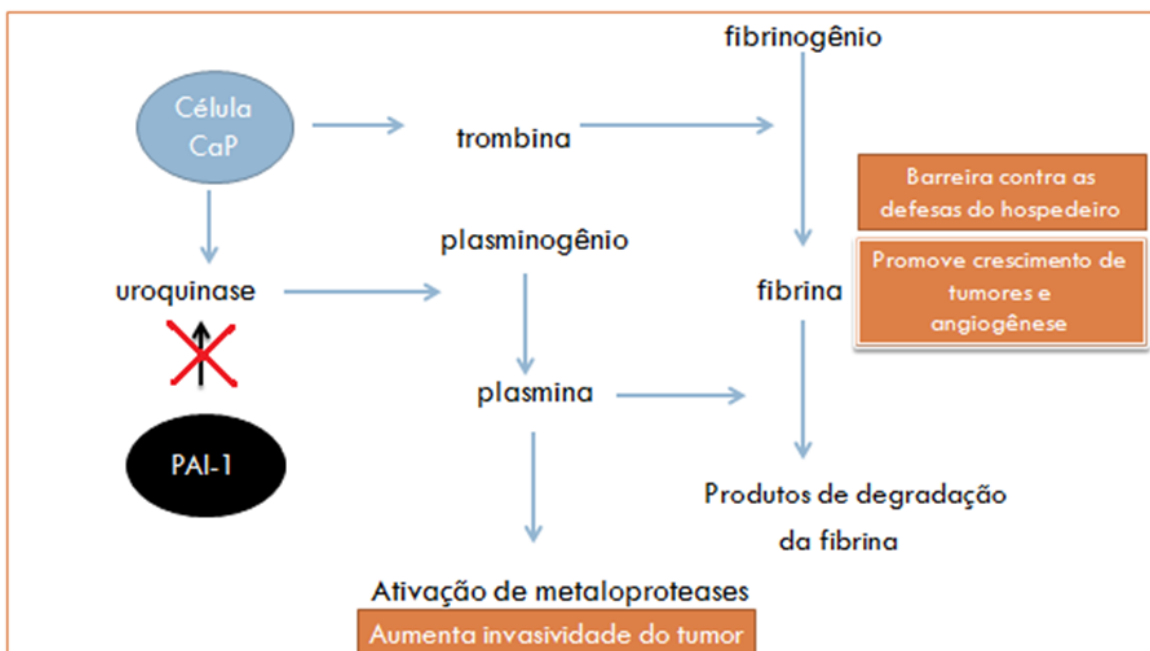 fibrinogênio
Célula
CaP
trombina
Barreira contra as
defesas do hospedeiro
plasminogênio
Promove crescimento de
tumores e
angiogênese
uroquinase
fibrina
plasmina
PAI-1
Produtos de degradação
da fibrina
Ativação de metaloproteases
Aumenta invasividade do tumor